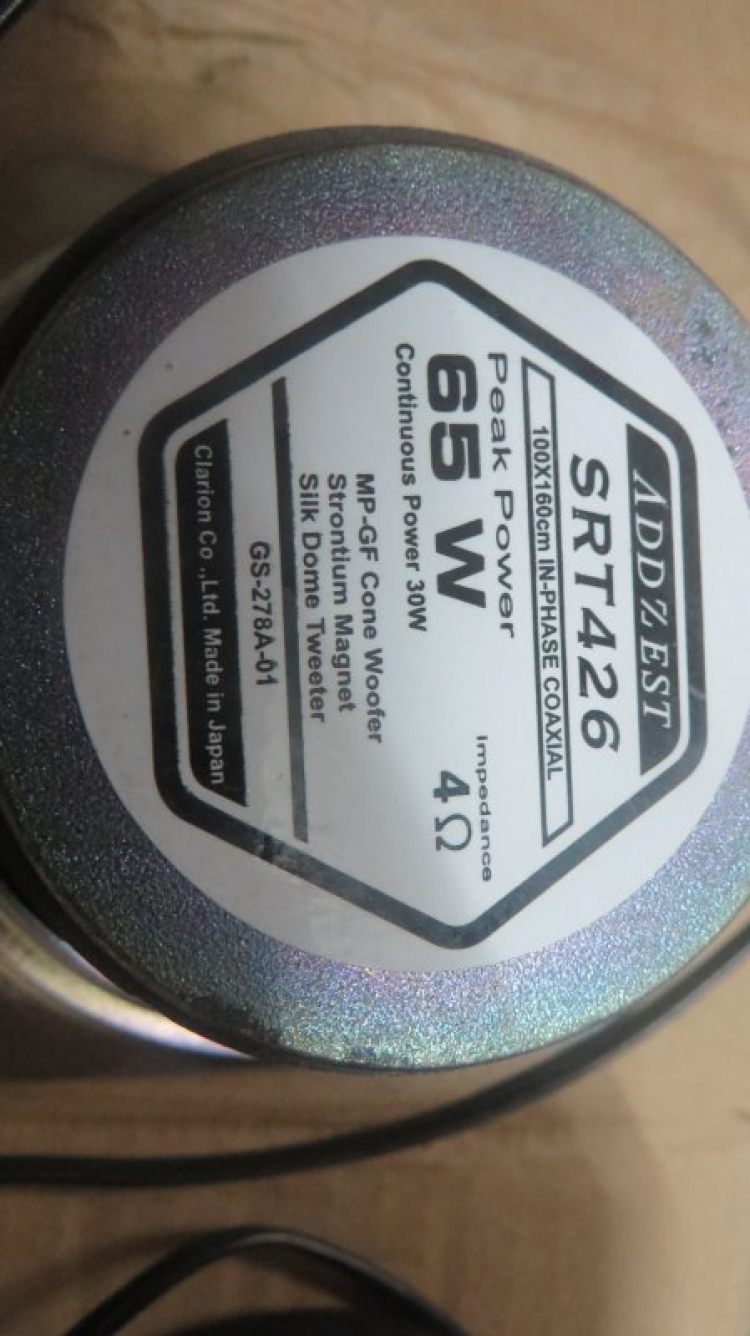 ADDZEST
SRT426
100X160cm IN-PHASE COAXIAL
Peak Power
65 W
Impedance
4Ω
Continuous Power 30W
MP-GF Cone Woofer
Strontium Magnet
Silk Dome Tweeter
GS-278A-01
Clarion Co .,Ltd. Made in Japan